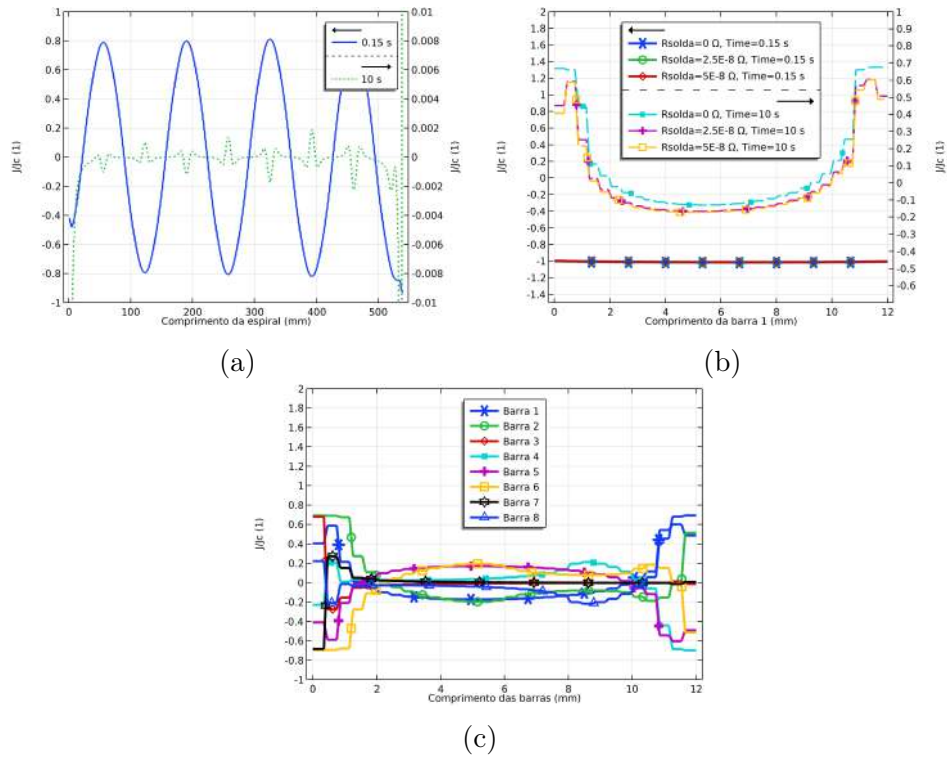 1
0.8
0.6
0.4
0.2
0
-0.2
-0.4
-0.6
-0.8
-1
J/Jc (1)
0.15 s
10 s
0.01
0.008
0.006
0.004
0.002
0
-0.002
-0.004
-0.006
-0.008
-0.01
J/Jc (1)
0 100 200 300 400 500
Comprimento da espiral (mm)
(a)
2
1.8
1.6
1.4
1.2
1
0.8
0.6
0.4
0.2
0
-0.2
-0.4
-0.6
-0.8
-1
-1.2
-1.4
J/Jc (1)
Rsolda=0 Ω, Time=0.15 s
Rsolda=2.5E-8 Ω, Time=0.15 s
Rsolda=5E-8 Ω, Time=0.15 s
Rsolda=0 Ω, Time=10 s
Rsolda=2.5E-8 Ω, Time=10 s
Rsolda=5E-8 Ω, Time=10 s
1
0.9
0.8
0.7
0.6
0.5
0.4
0.3
0.2
0.1
0
-0.1
-0.2
-0.3
-0.4
-0.5
-0.6
J/Jc (1)
0 2 4 6 8 10 12
Comprimento da barra 1 (mm)
(b)
2
1.8
1.6
1.4
1.2
1
0.8
0.6
0.4
0.2
0
-0.2
-0.4
-0.6
-0.8
-1
J/Jc (1)
Barra 1
Barra 2
Barra 3
Barra 4
Barra 5
Barra 6
Barra 7
Barra 8
0 2 4 6 8 10 12
Comprimento das barras (mm)
(c)